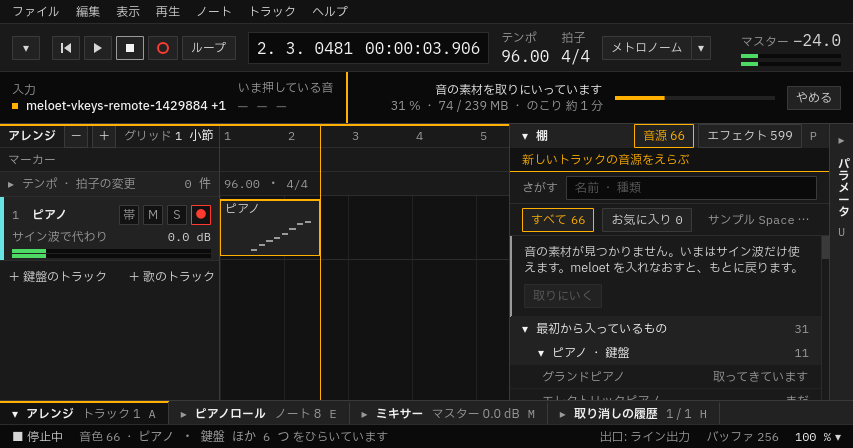 ファイル 編集 表示 再生 ノート トラック ヘルプ
ループ
2. 3. 0481 00:00:03.906
テンポ
96.00
拍子
4/4
メトロノーム
マスター −24.0
入力
meloet-vkeys-remote-1429884 +1
いま押している音
— — —
音の素材を取りにいっています
31 % · 74 / 239 MB · のこり 約 1 分
やめる
アレンジ − + グリッド 1 小節
1 2 3 4 5
マーカー
テンポ · 拍子の変更 0 件
96.00 · 4/4
1 ピアノ 帯 M S
サイン波で代わり 0.0 dB
ピアノ
+ 鍵盤のトラック + 歌のトラック
棚 音源 66 エフェクト 599 P
新しいトラックの音源をえらぶ
さがす 名前 · 種類
すべて 66 お気に入り 0 サンプル Space …
音の素材が見つかりません。いまはサイン波だけ使
えます。meloet を入れなおすと、もとに戻ります。
取りにいく
最初から入っているもの 31
ピアノ · 鍵盤 11
グランドピアノ 取ってきています
エレクトリックピアノ まだ
パラメータ U
アレンジ トラック 1 A
ピアノロール ノート 8 E
ミキサー マスター 0.0 dB M
取り消しの履歴 1 / 1 H
停止中 音色 66 · ピアノ · 鍵盤 ほか 6 つ をひらいています
出口: ライン出力 バッファ 256 100 %